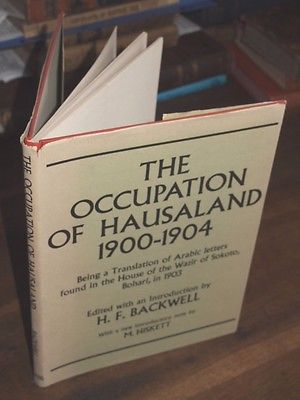 THE
OCCUPATION
OF HAUSALAND
1900-1904
Being a Translation of Arabic letters
found in the House of the Wazir of Sokoto,
Bohari, in 1903
Edited with an Introduction by
H. F. BACKWELL
With a new introductory note by
M. HISKETT
THE OCCUPATION OF HAUSALAND